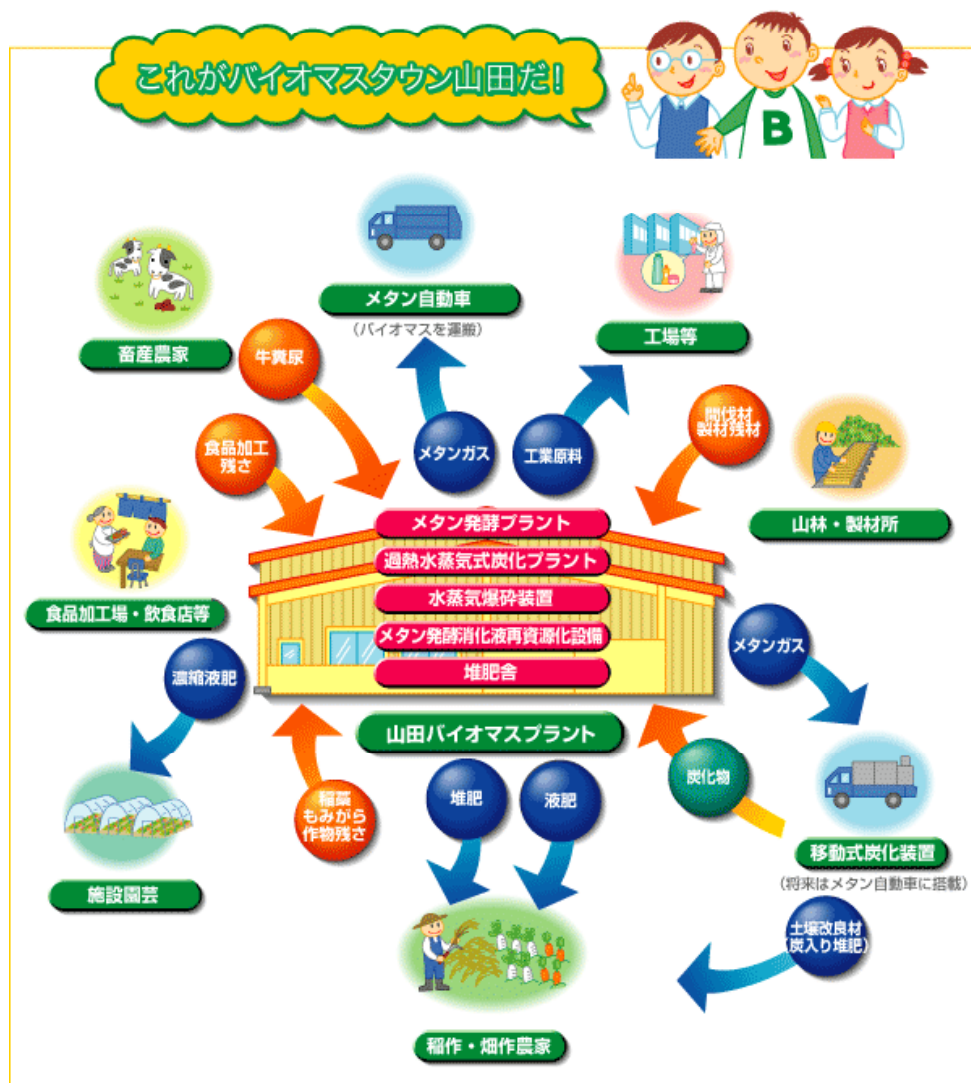 これがバイオマスタウン山田だ!
B
メタン自動車
(バイオマスを運搬)
工場等
畜産農家
牛糞尿
食品加工
残さ
メタンガス
工業原料
間伐材
製材残材
山林・製材所
メタン発酵プラント
過熱水蒸気式炭化プラント
水蒸気爆砕装置
メタン発酵消化液再資源化設備
堆肥舎
食品加工場・飲食店等
濃縮液肥
メタンガス
山田バイオマスプラント
施設園芸
稲藁
もみがら
作物残さ
堆肥
液肥
炭化物
移動式炭化装置
(将来はメタン自動車に搭載)
土壌改良材
(炭入り堆肥)
稲作・畑作農家